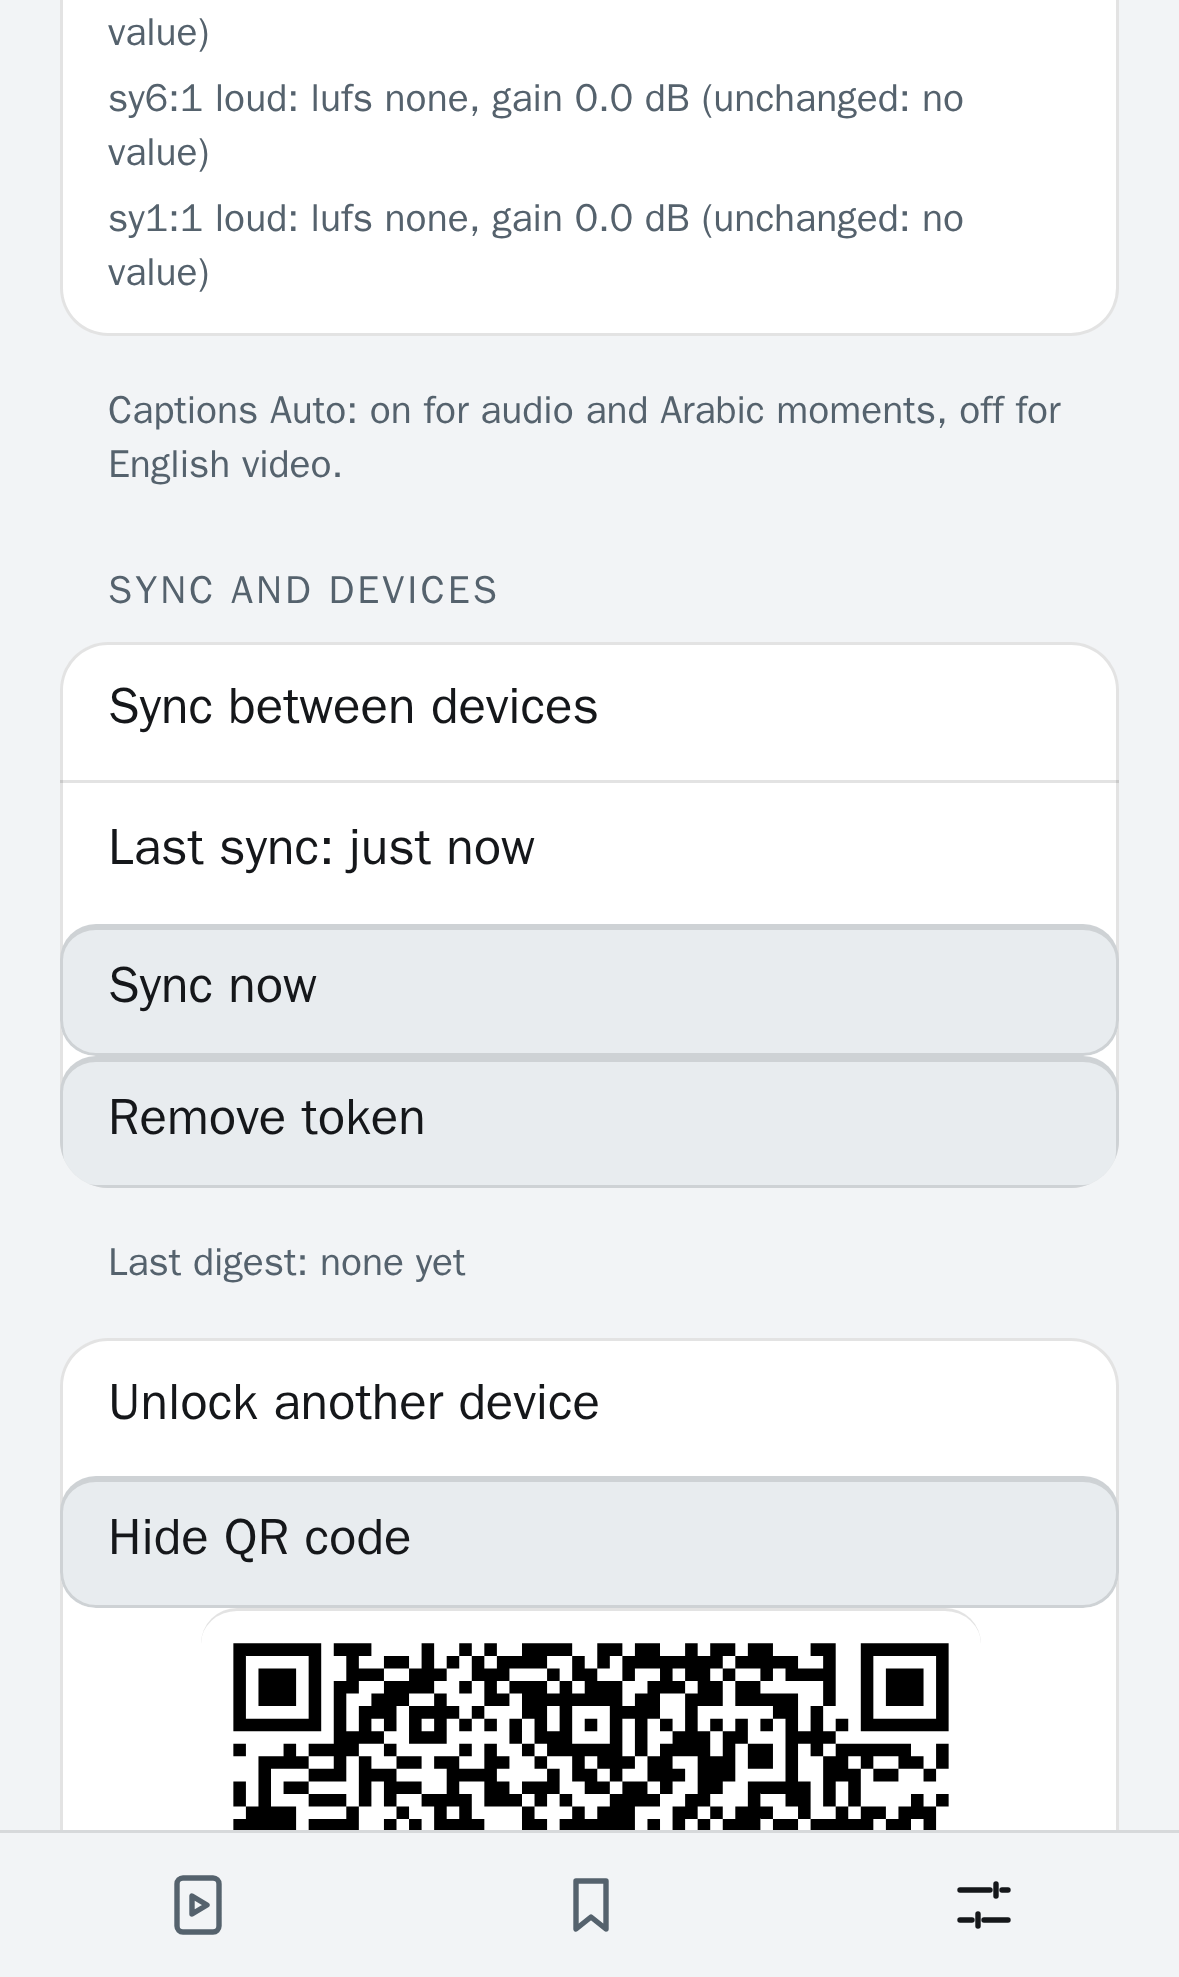 value)
sy6:1 loud: lufs none, gain 0.0 dB (unchanged: no
value)
sy1:1 loud: lufs none, gain 0.0 dB (unchanged: no
value)
Captions Auto: on for audio and Arabic moments, off for
English video.
SYNC AND DEVICES
Sync between devices
Last sync: just now
Sync now
Remove token
Last digest: none yet
Unlock another device
Hide QR code